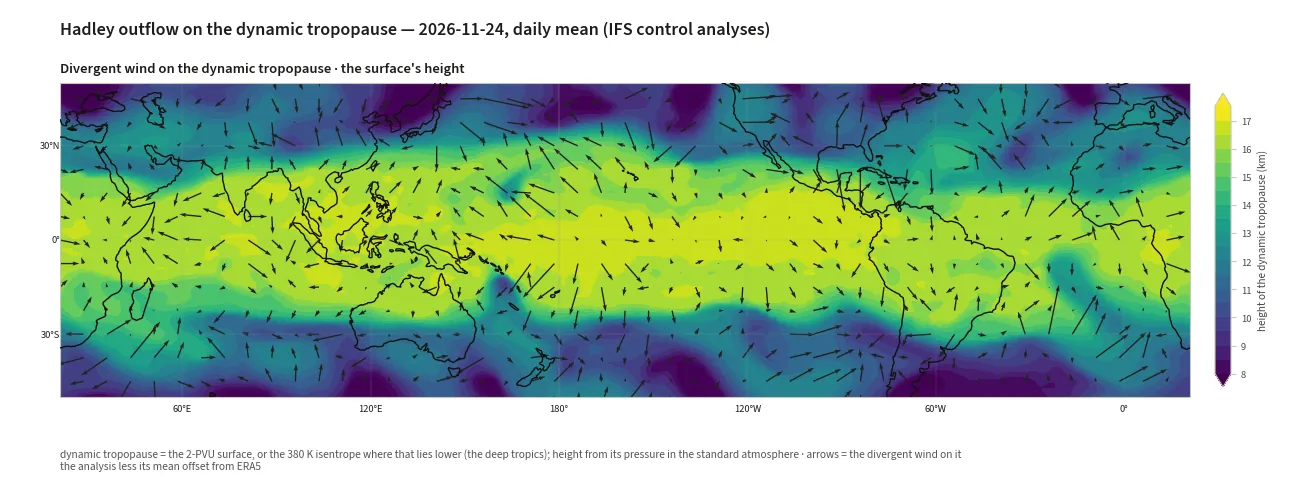 Hadley outflow on the dynamic tropopause — 2026-11-24, daily mean (IFS control analyses)
Divergent wind on the dynamic tropopause · the surface's height
30°N
0°
30°S
60°E
120°E
180°
120°W
60°W
0°
17
16
15
14
13
12
11
10
9
8
height of the dynamic tropopause (km)
dynamic tropopause = the 2-PVU surface, or the 380 K isentrope where that lies lower (the deep tropics); height from its pressure in the standard atmosphere · arrows = the divergent wind on it
the analysis less its mean offset from ERA5